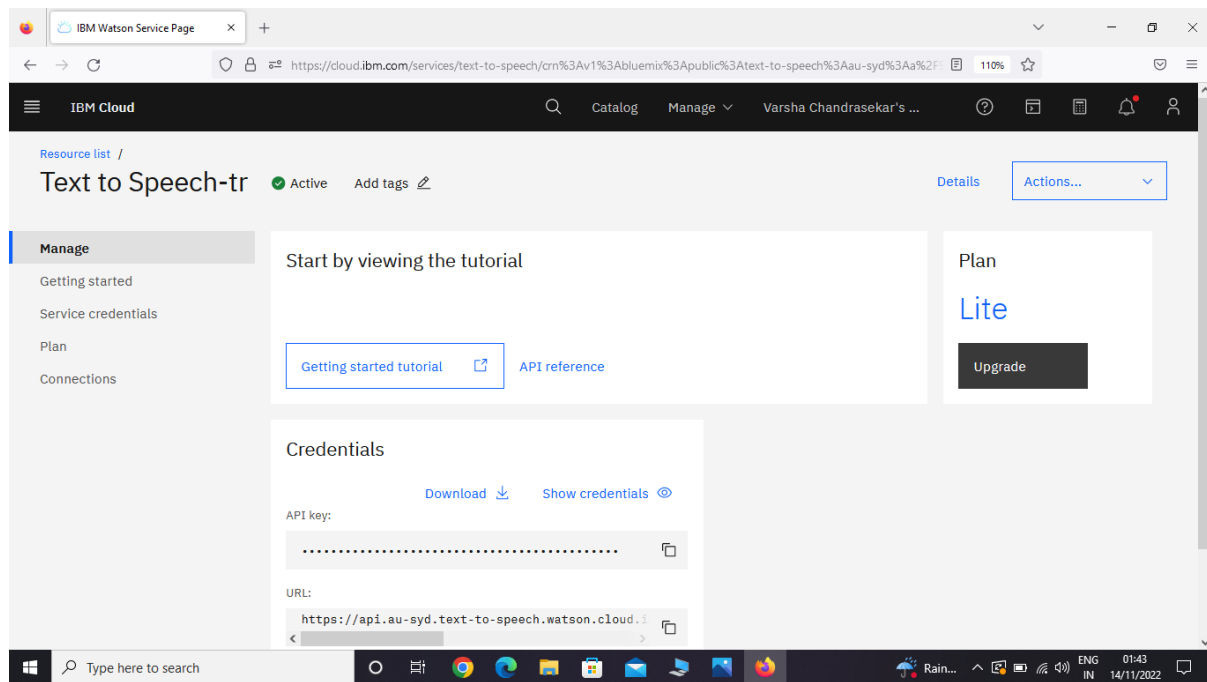 IBM Watson Service Page
https://cloud.ibm.com/services/text-to-speech/crn%3Av1%3Abluemix%3Apublic%3Atext-to-speech%3Aau-syd%3Aa%2F
110%
IBM Cloud
Catalog
Manage
Varsha Chandrasekar's ...
Resource list /
Text to Speech-tr
Active
Add tags
Details
Actions...
Manage
Getting started
Service credentials
Plan
Connections
Start by viewing the tutorial
Getting started tutorial
API reference
Plan
Lite
Upgrade
Credentials
Download
Show credentials
API key:
............................................
URL:
https://api.au-syd.text-to-speech.watson.cloud.
Type here to search
Rain...
ENG
IN
01:43
14/11/2022